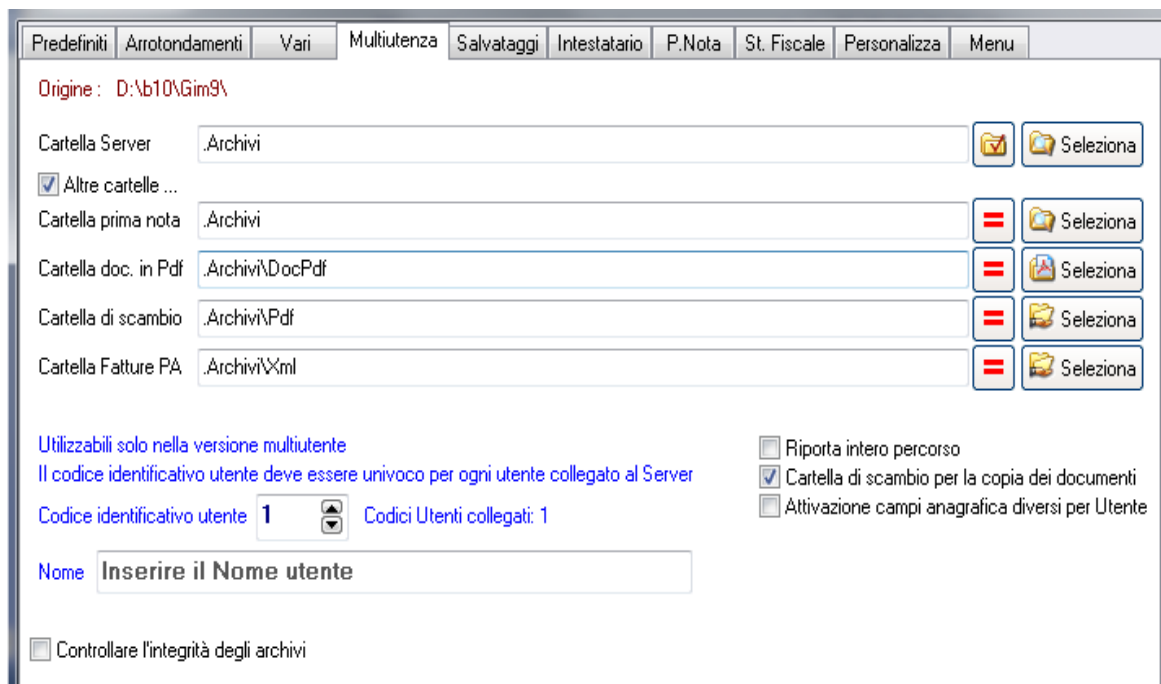 Predefiniti Arrotondamenti Vari Multiutenza Salvataggi Intestatario P.Nota St. Fiscale Personalizza Menu
Origine : D:\b10\Gim9\
Cartella Server .Archivi Seleziona
Altre cartelle ...
Cartella prima nota .Archivi = Seleziona
Cartella doc. in Pdf .Archivi\DocPdf = Seleziona
Cartella di scambio .Archivi\Pdf = Seleziona
Cartella Fatture PA .Archivi\Xml = Seleziona
Utilizzabili solo nella versione multiutente
Riporta intero percorso
Il codice identificativo utente deve essere univoco per ogni utente collegato al Server
Cartella di scambio per la copia dei documenti
Attivazione campi anagrafica diversi per Utente
Codice identificativo utente 1 Codici Utenti collegati: 1
Nome Inserire il Nome utente
Controllare l'integrità degli archivi